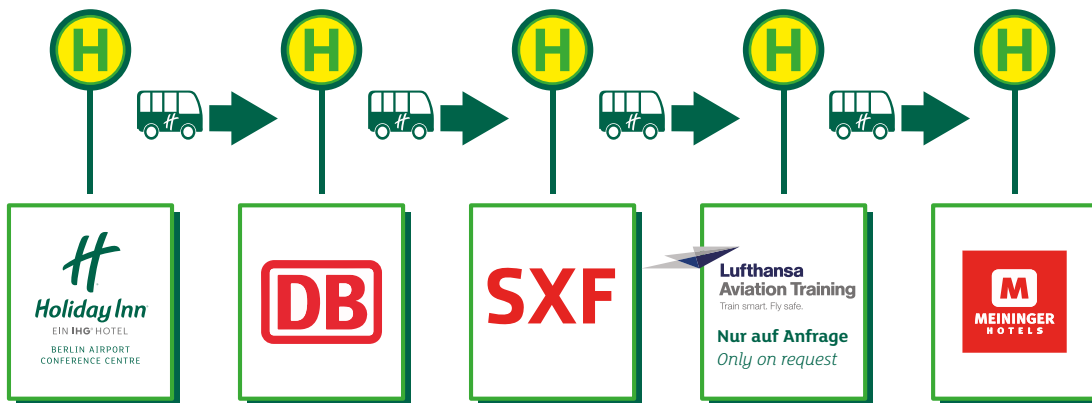 H
H
H
H
H
H
H
H
H
H
Holiday Inn
EIN IHG® HOTEL
BERLIN AIRPORT
CONFERENCE CENTRE
DB
SXF
Lufthansa
Aviation Training
Train smart. Fly safe.
Nur auf Anfrage
Only on request
M
MEININGER
HOTELS